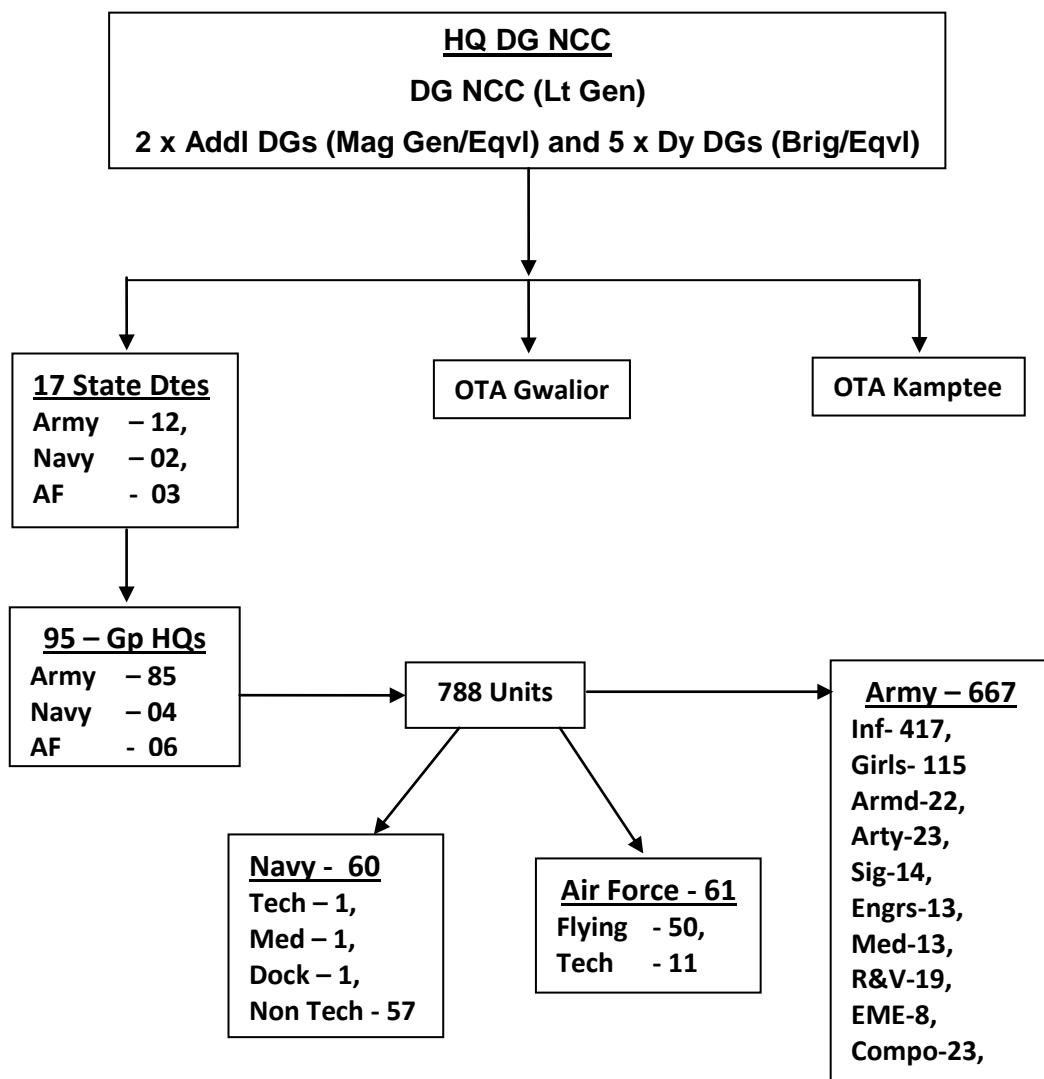 HQ DG NCC
DG NCC (Lt Gen)
2 x Addl DGs (Mag Gen/Eqvl) and 5 x Dy DGs (Brig/Eqvl)
17 State Dtes
Army – 12,
Navy – 02,
AF - 03
OTA Gwalior
OTA Kamptee
95 – Gp HQs
Army – 85
Navy – 04
AF - 06
788 Units
Army – 667
Inf- 417,
Girls- 115
Armd-22,
Arty-23,
Sig-14,
Engrs-13,
Med-13,
R&V-19,
EME-8,
Compo-23,
Navy - 60
Tech – 1,
Med – 1,
Dock – 1,
Non Tech - 57
Air Force - 61
Flying - 50,
Tech - 11